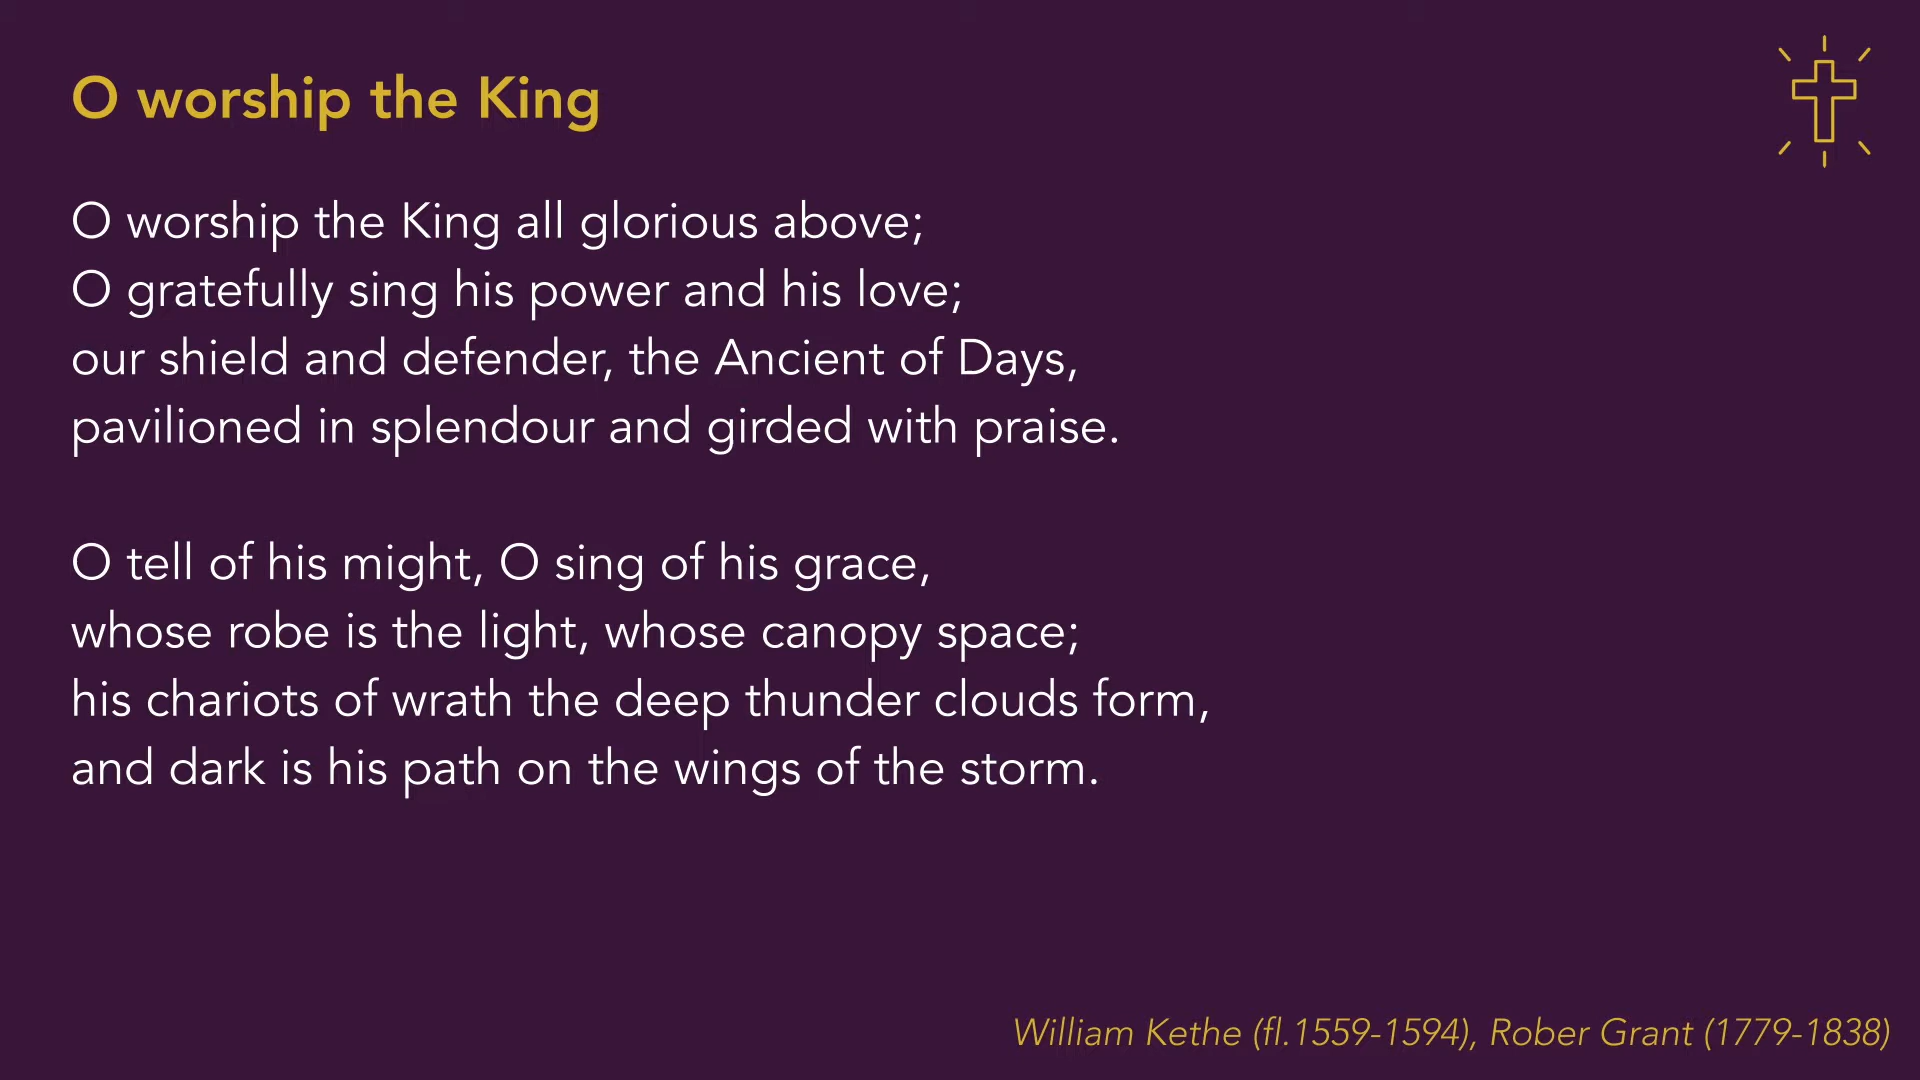 O worship the King
O worship the King all glorious above;
O gratefully sing his power and his love;
our shield and defender, the Ancient of Days,
pavilioned in splendour and girded with praise.
O tell of his might, O sing of his grace,
whose robe is the light, whose canopy space;
his chariots of wrath the deep thunder clouds form,
and dark is his path on the wings of the storm.
William Kethe (fl.1559-1594), Rober Grant (1779-1838)